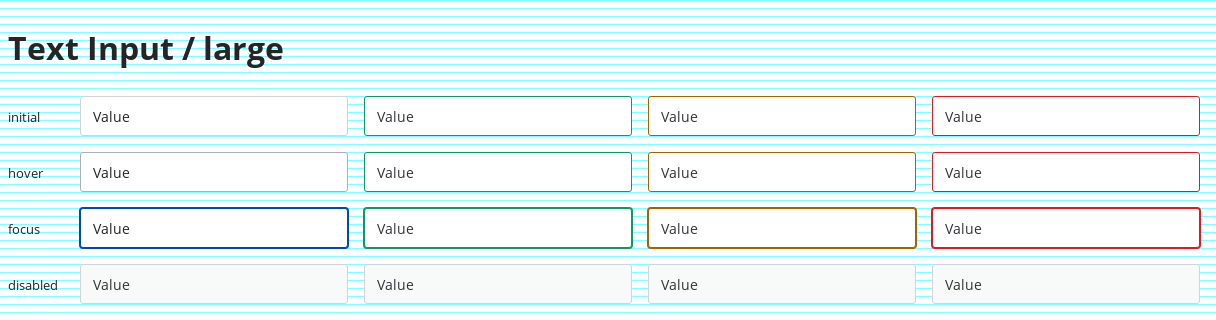 Text Input / large
initial Value Value Value Value
hover Value Value Value Value
focus Value Value Value Value
disabled Value Value Value Value